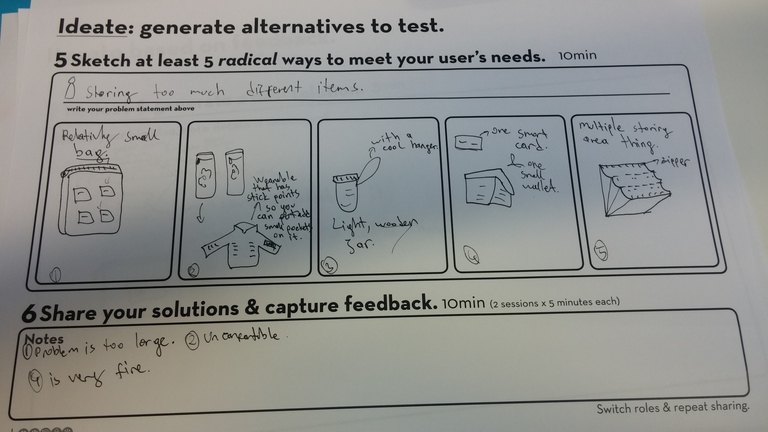 Ideate: generate alternatives to test.
5 Sketch at least 5 radical ways to meet your user's needs. 10min
Storing too much different items.
write your problem statement above
Relativly small
bag.
1
Wearable
that has
stick points
so you
can
small pockets
on it.
2
with a
cool hanger.
Light, wooden
Jar.
3
one smart
card.
& one
small
wallet.
4
Multiple storing
area thing.
zipper
5
6 Share your solutions & capture feedback. 10min (2 sessions x 5 minutes each)
Notes
1 Problem is too large. 2 Uncomfortible.
4 is very fine.
Switch roles & repeat sharing.